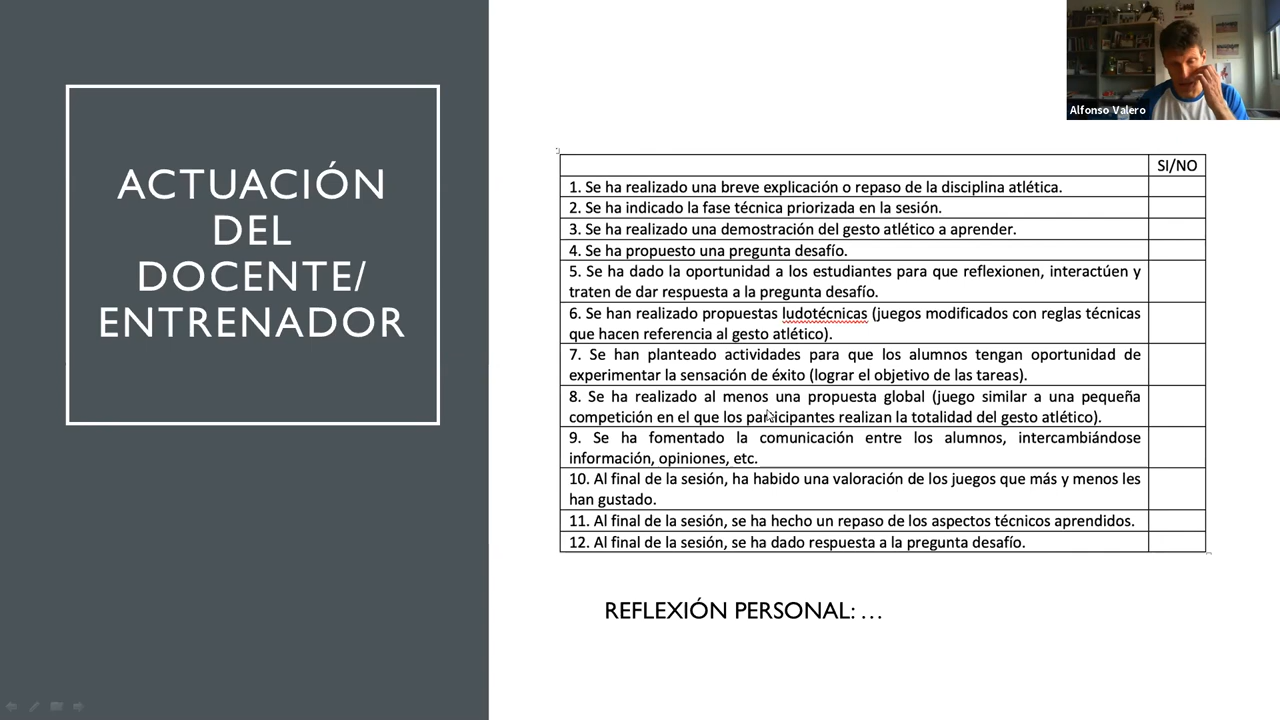 ACTUACIÓN
DEL
DOCENTE/
ENTRENADOR
Alfonso Valero
SI/NO
1. Se ha realizado una breve explicación o repaso de la disciplina atlética.
2. Se ha indicado la fase técnica priorizada en la sesión.
3. Se ha realizado una demostración del gesto atlético a aprender.
4. Se ha propuesto una pregunta desafío.
5. Se ha dado la oportunidad a los estudiantes para que reflexionen, interactúen y
traten de dar respuesta a la pregunta desafío.
6. Se han realizado propuestas ludotécnicas (juegos modificados con reglas técnicas
que hacen referencia al gesto atlético).
7. Se han planteado actividades para que los alumnos tengan oportunidad de
experimentar la sensación de éxito (lograr el objetivo de las tareas).
8. Se ha realizado al menos una propuesta global (juego similar a una pequeña
competición en el que los participantes realizan la totalidad del gesto atlético).
9. Se ha fomentado la comunicación entre los alumnos, intercambiándose
información, opiniones, etc.
10. Al final de la sesión, ha habido una valoración de los juegos que más y menos les
han gustado.
11. Al final de la sesión, se ha hecho un repaso de los aspectos técnicos aprendidos.
12. Al final de la sesión, se ha dado respuesta a la pregunta desafío.
REFLEXIÓN PERSONAL: …